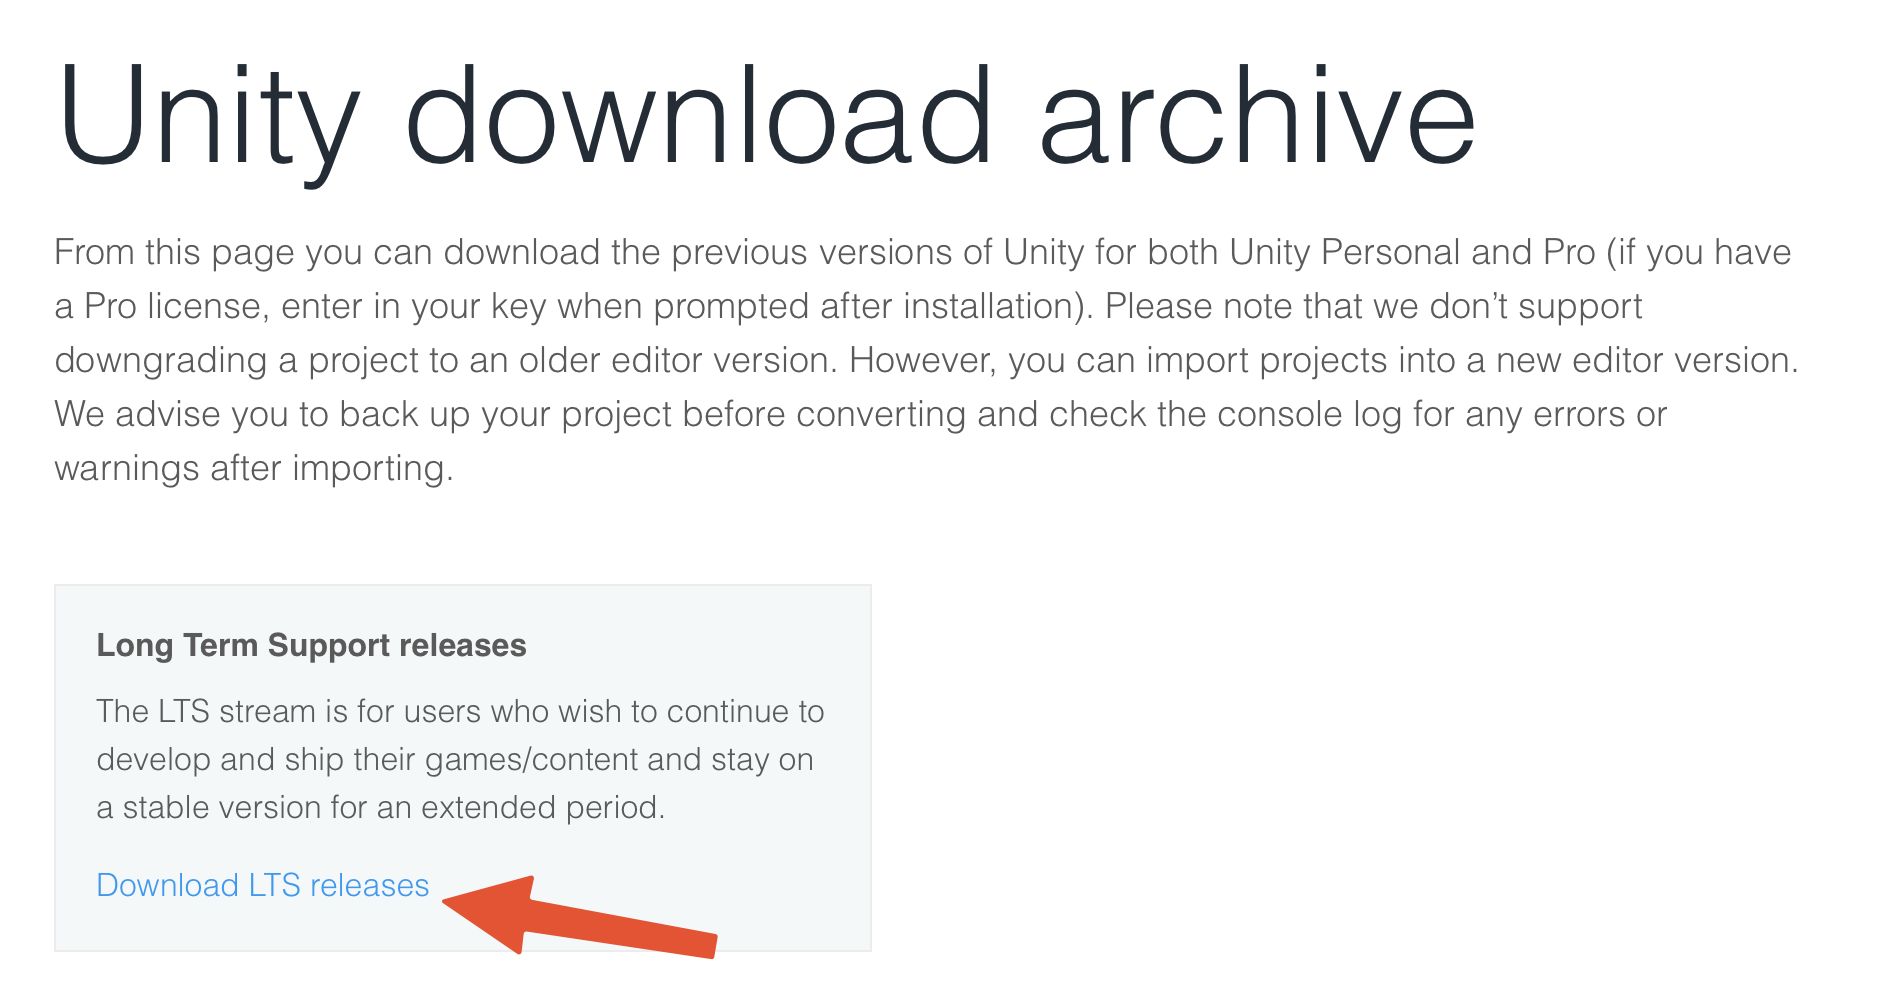 Unity download archive
From this page you can download the previous versions of Unity for both Unity Personal and Pro (if you have
a Pro license, enter in your key when prompted after installation). Please note that we don’t support
downgrading a project to an older editor version. However, you can import projects into a new editor version.
We advise you to back up your project before converting and check the console log for any errors or
warnings after importing.
Long Term Support releases
The LTS stream is for users who wish to continue to
develop and ship their games/content and stay on
a stable version for an extended period.
Download LTS releases